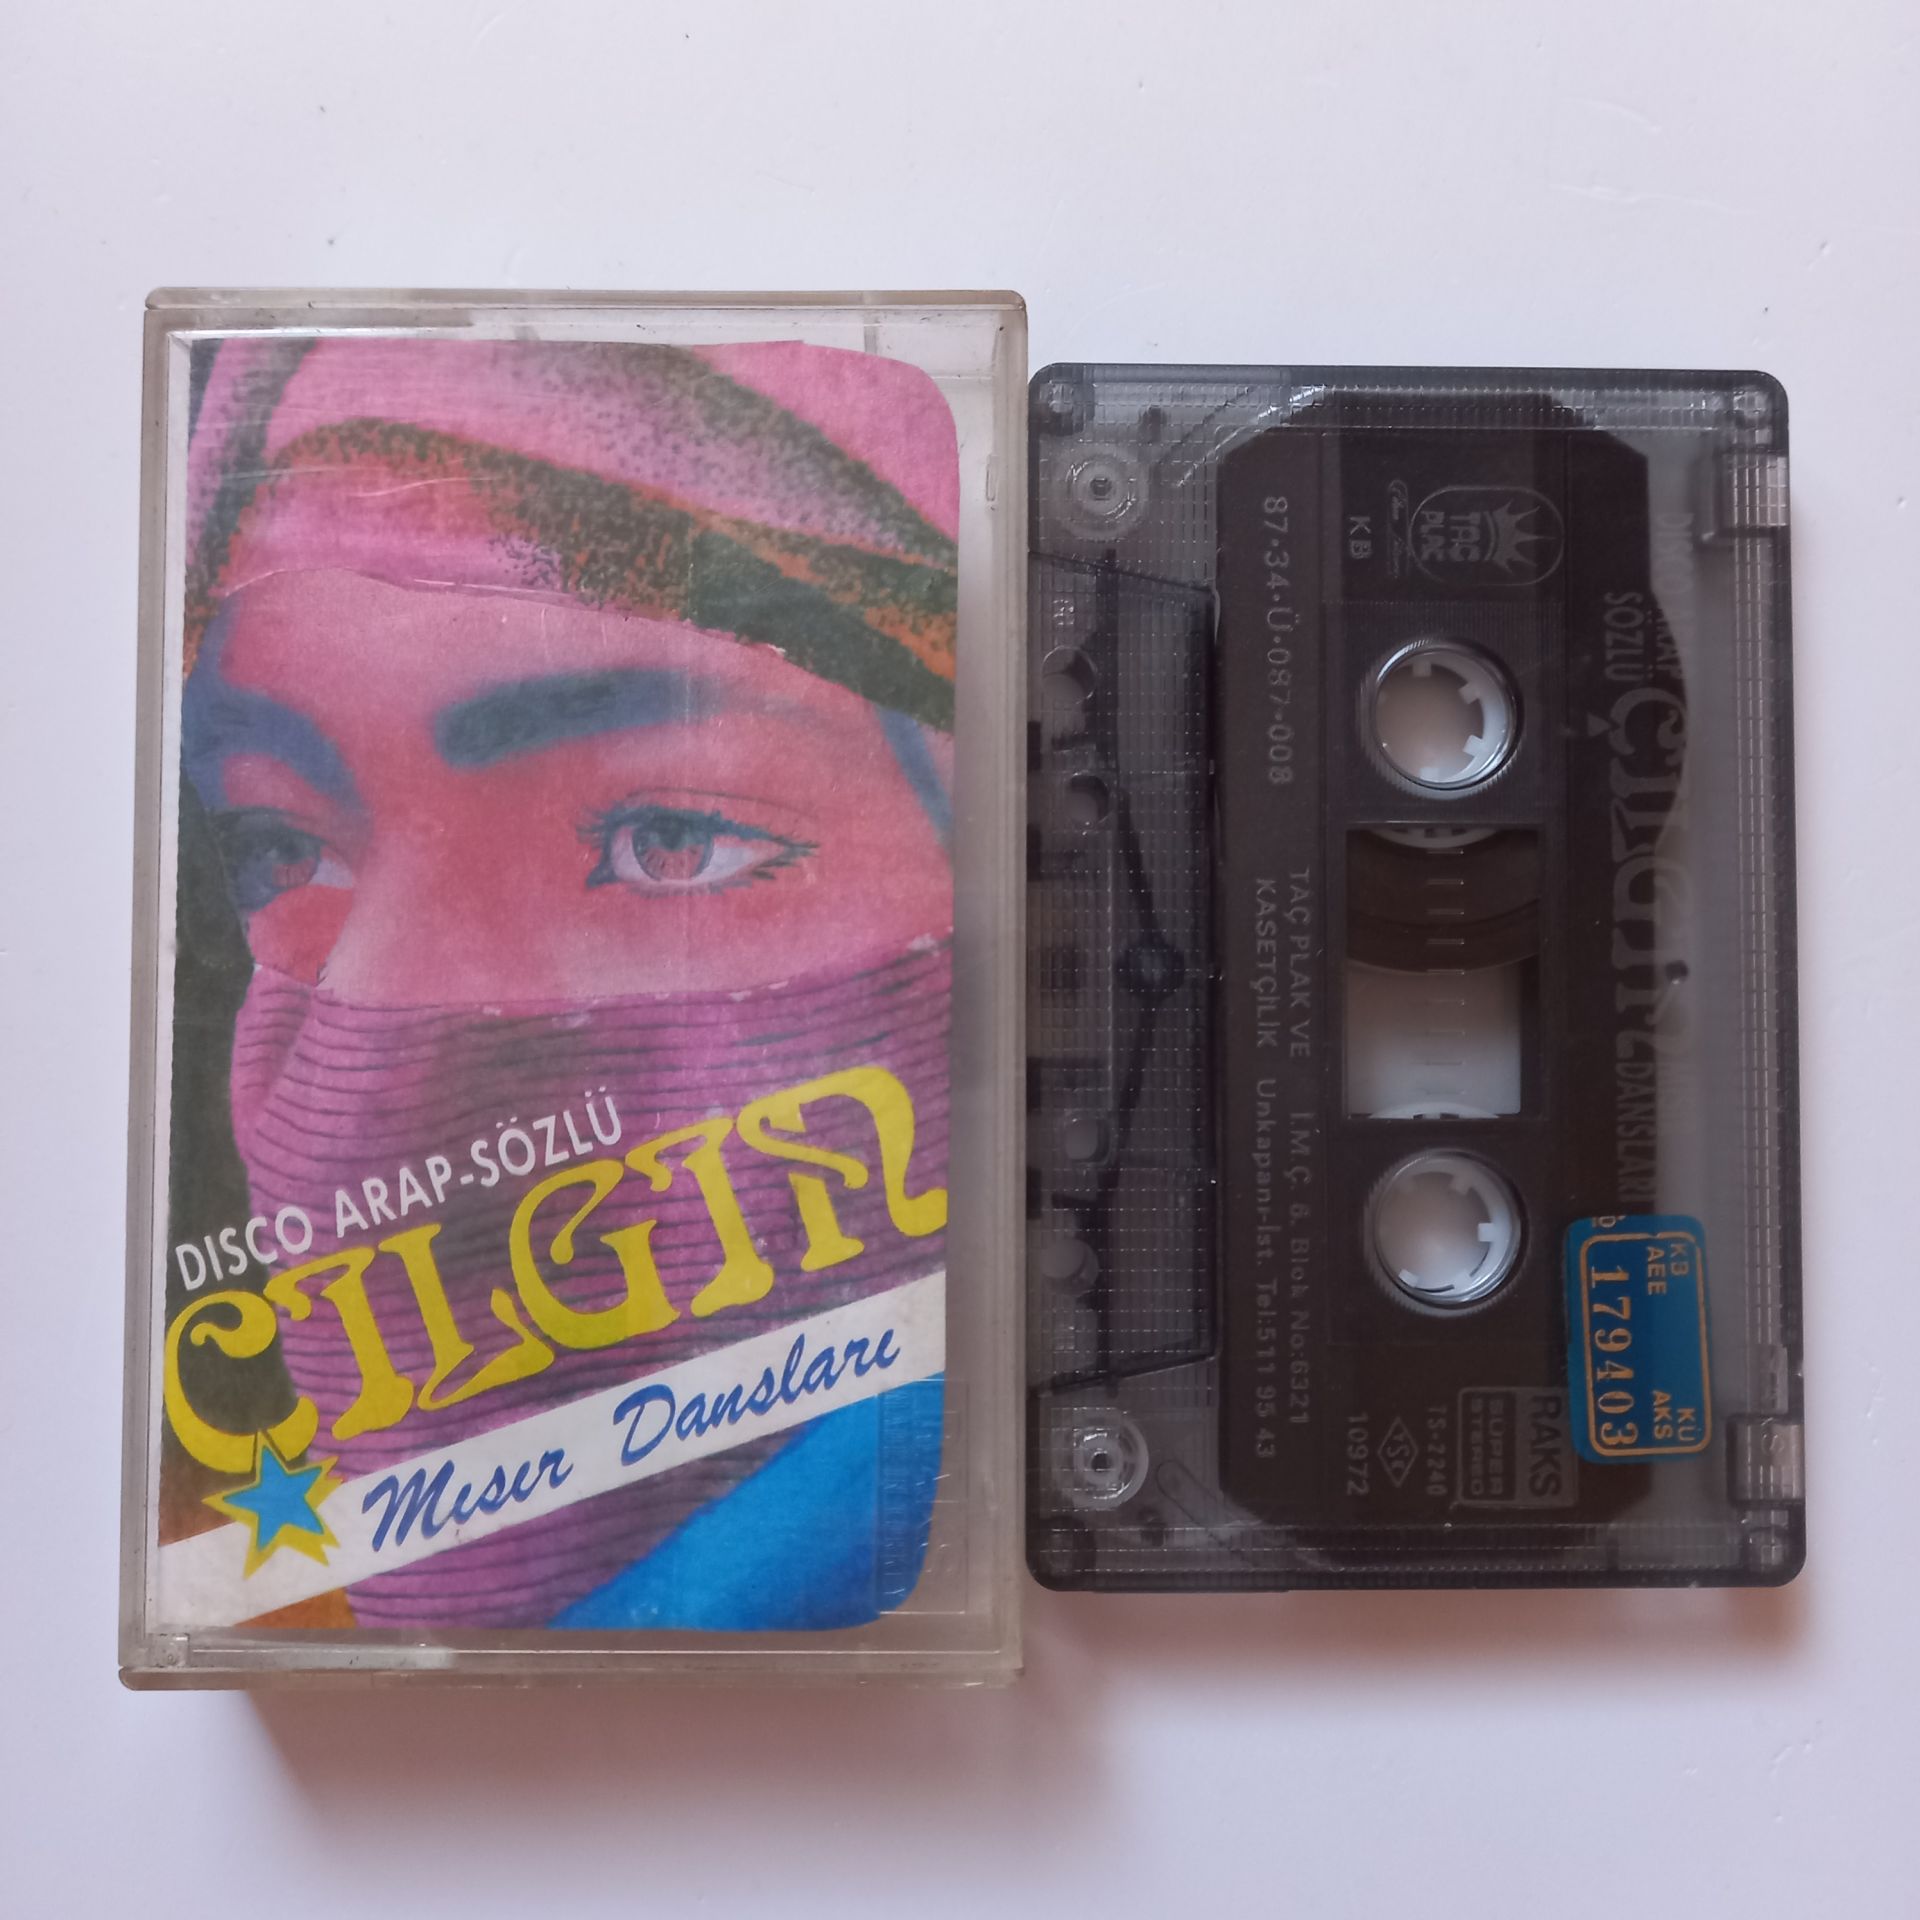 DISCO ARAP-SÖZLÜ
ÇILGIN
Mısır Dansları
TAÇ
PLAK
KB
87.34.Ü.087.008
TAÇ PLAK VE
KASETÇİLİK
İ.M.Ç. 6. Blok No:6321
Unkapanı-İst. Tel:511 95 43
SÖZLÜ
DANSLARI
RAKS
SUPER
STEREO
TS.2240
TSE
10972
KB
AEE
KÜ
AKS
179403